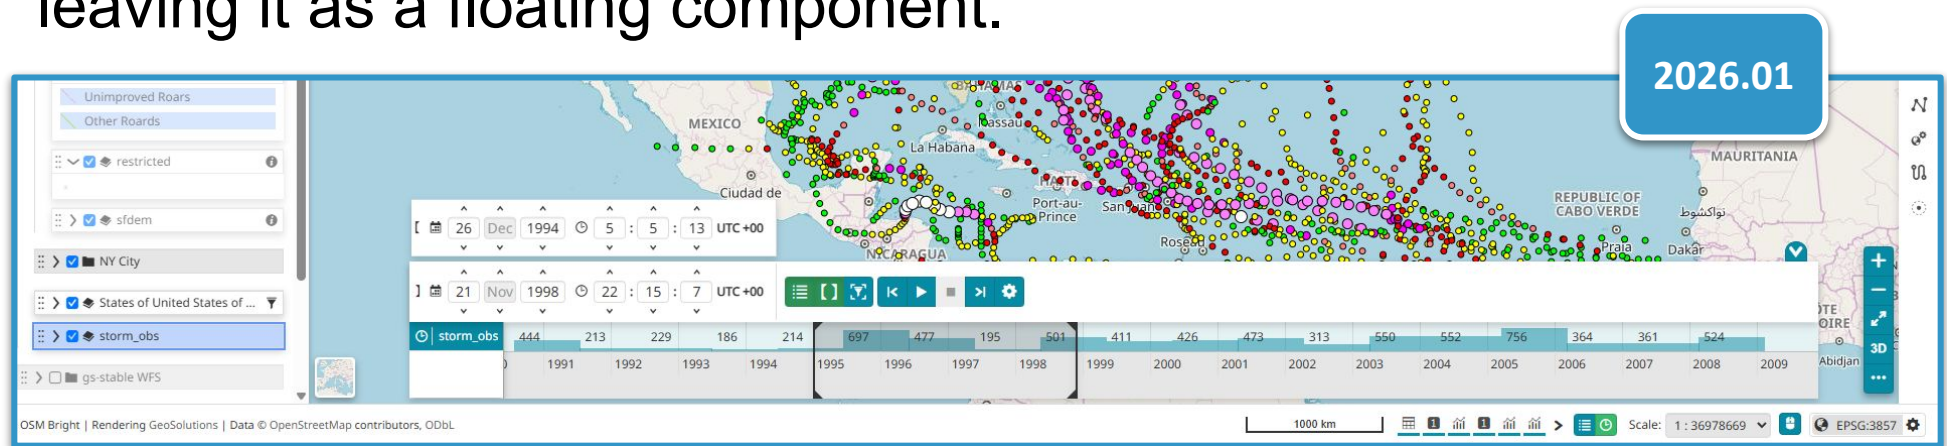 leaving it as a floating component.
2026.01
Unimproved Roars
Other Roards
restricted
sfdem
NY City
States of United States of ...
storm_obs
gs-stable WFS
MEXICO
Ciudad de
La Habana
BAHAMAS
Nassau
HAITI
Port-au-
Prince
San Juan
Roseau
NICARAGUA
MAURITANIA
REPUBLIC OF
CABO VERDE
نواكشوط
Praia
Dakar
Abidjan
[ 26 Dec 1994 5 : 5 : 13 UTC +00
] 21 Nov 1998 22 : 15 : 7 UTC +00
storm_obs 444 213 229 186 214 697 477 195 501 411 426 473 313 550 552 756 364 361 524
1991 1992 1993 1994 1995 1996 1997 1998 1999 2000 2001 2002 2003 2004 2005 2006 2007 2008 2009
3D
OSM Bright | Rendering GeoSolutions | Data © OpenStreetMap contributors, ODbL
1000 km
1 1
Scale: 1 : 36978669
EPSG:3857